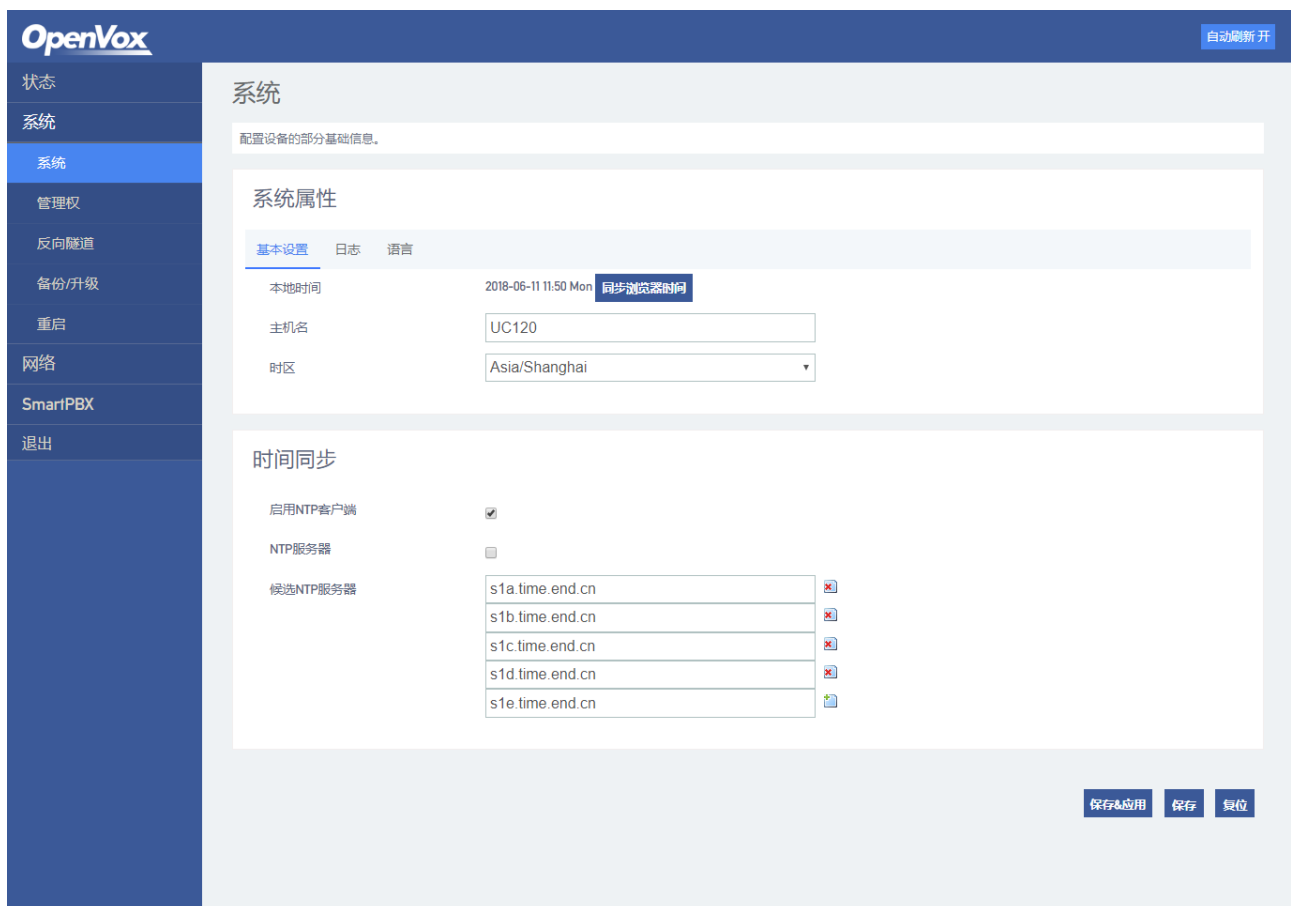 OpenVox
自动刷新 开
状态
系统
系统
管理权
反向隧道
备份/升级
重启
网络
SmartPBX
退出
系统
配置设备的部分基础信息。
系统属性
基本设置 日志 语言
本地时间 2018-06-11 11:50 Mon 同步浏览器时间
主机名 UC120
时区 Asia/Shanghai
时间同步
启用NTP客户端
NTP服务器
候选NTP服务器 s1a.time.end.cn
s1b.time.end.cn
s1c.time.end.cn
s1d.time.end.cn
s1e.time.end.cn
保存&应用 保存 复位